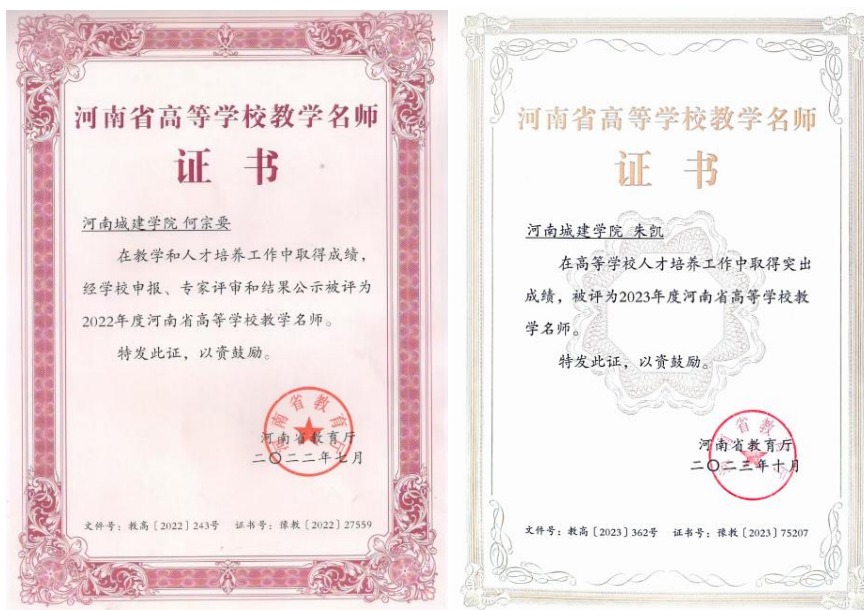 河南省高等学校教学名师
证书
河南城建学院 何宗要
在教学和人才培养工作中取得成绩，
经学校申报、专家评审和结果公示被评为
2022年度河南省高等学校教学名师。
特发此证，以资鼓励。
河南省教育厅
河南省教育厅
二〇二二年七月
文件号：教高〔2022〕243号 证书号：豫教〔2022〕27559
河南省高等学校教学名师
证书
河南城建学院 朱凯
在高等学校人才培养工作中取得突出
成绩，被评为2023年度河南省高等学校教
学名师。
特发此证，以资鼓励。
河南省教育厅
二〇二三年十月
文件号：教高〔2023〕362号 证书号：豫教〔2023〕75207